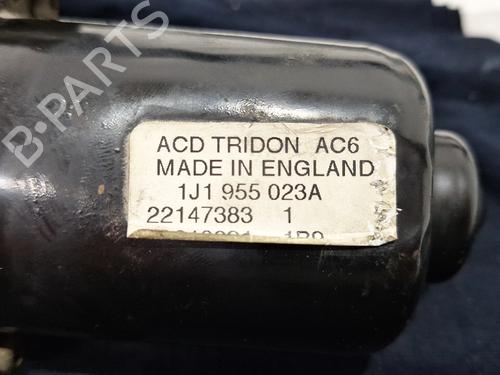 B-PARTS
ACD TRIDON AC6
MADE IN ENGLAND
1J1 955 023A
22147383 1